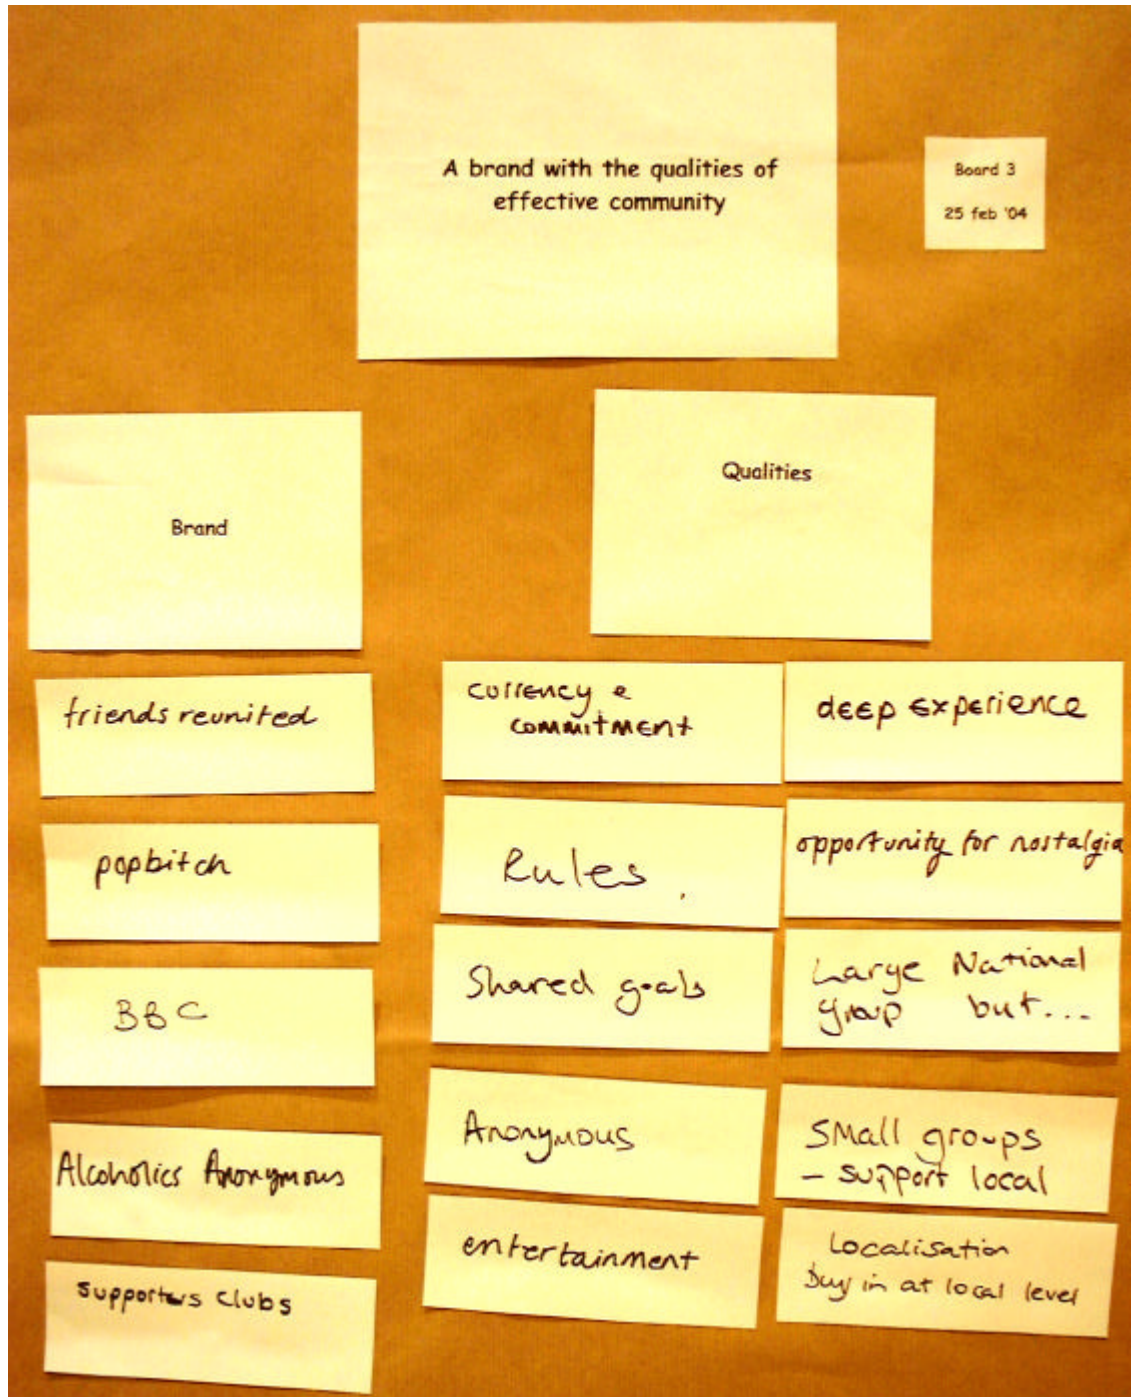 A brand with the qualities of
effective community
Board 3
25 feb '04
Brand
Qualities
friends reunited
popbitch
BBC
Alcoholics Anonymous
supporters clubs
currency &
commitment
Rules.
Shared goals
Anonymous
entertainment
deep experience
opportunity for nostalgia
Large National
group but...
Small groups
- support local
Localisation
buy in at local level